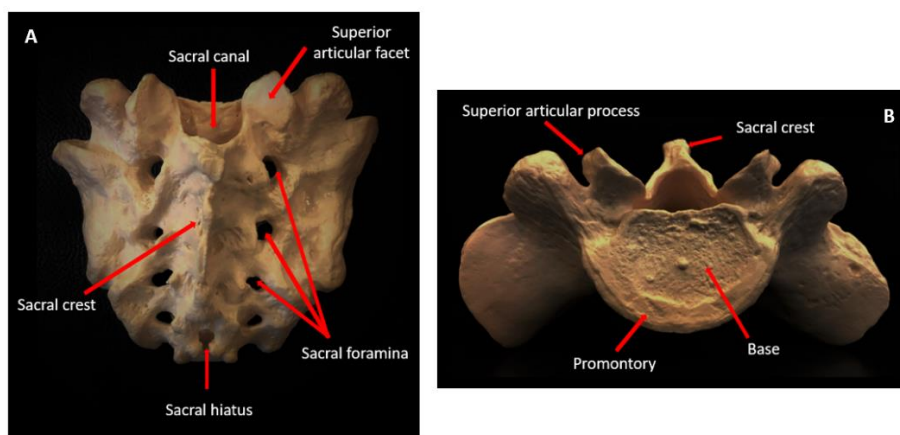 A
Sacral canal
Superior
articular facet
Sacral crest
Sacral foramina
Sacral hiatus
B
Superior articular process
Sacral crest
Promontory
Base